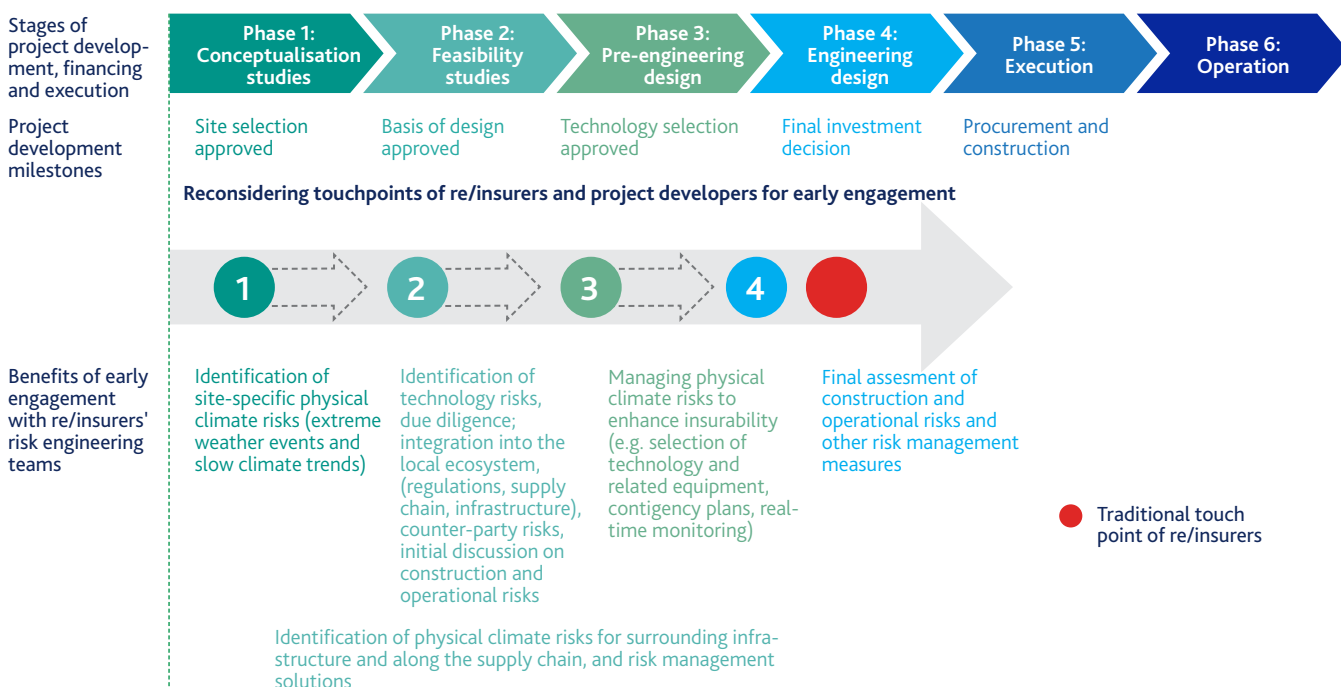 Stages of
project develop-
ment, financing
and execution
Phase 1:
Conceptualisation
studies
Phase 2:
Feasibility
studies
Phase 3:
Pre-engineering
design
Phase 4:
Engineering
design
Phase 5:
Execution
Phase 6:
Operation
Project
development
milestones
Site selection
approved
Basis of design
approved
Technology selection
approved
Final investment
decision
Procurement and
construction
Reconsidering touchpoints of re/insurers and project developers for early engagement
1
2
3
4
Benefits of early
engagement
with re/insurers'
risk engineering
teams
Identification of
site-specific physical
climate risks (extreme
weather events and
slow climate trends)
Identification of
technology risks,
due diligence;
integration into the
local ecosystem,
(regulations, supply
chain, infrastructure),
counter-party risks,
initial discussion on
construction and
operational risks
Managing physical
climate risks to
enhance insurability
(e.g. selection of
technology and
related equipment,
contigency plans, real-
time monitoring)
Final assesment of
construction and
operational risks and
other risk management
measures
Traditional touch
point of re/insurers
Identification of physical climate risks for surrounding infra-
structure and along the supply chain, and risk management
solutions